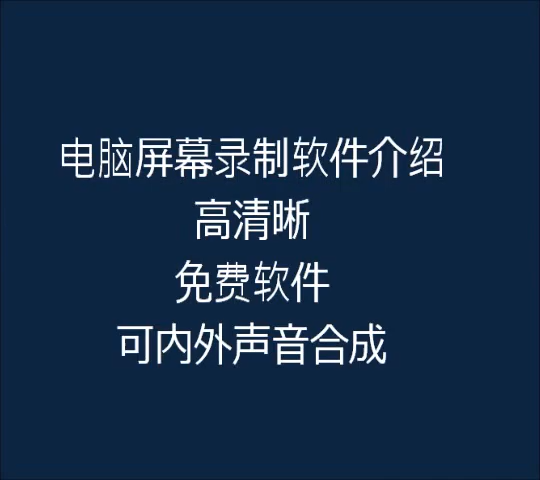 电脑屏幕录制软件介绍
高清晰
免费软件
可内外声音合成